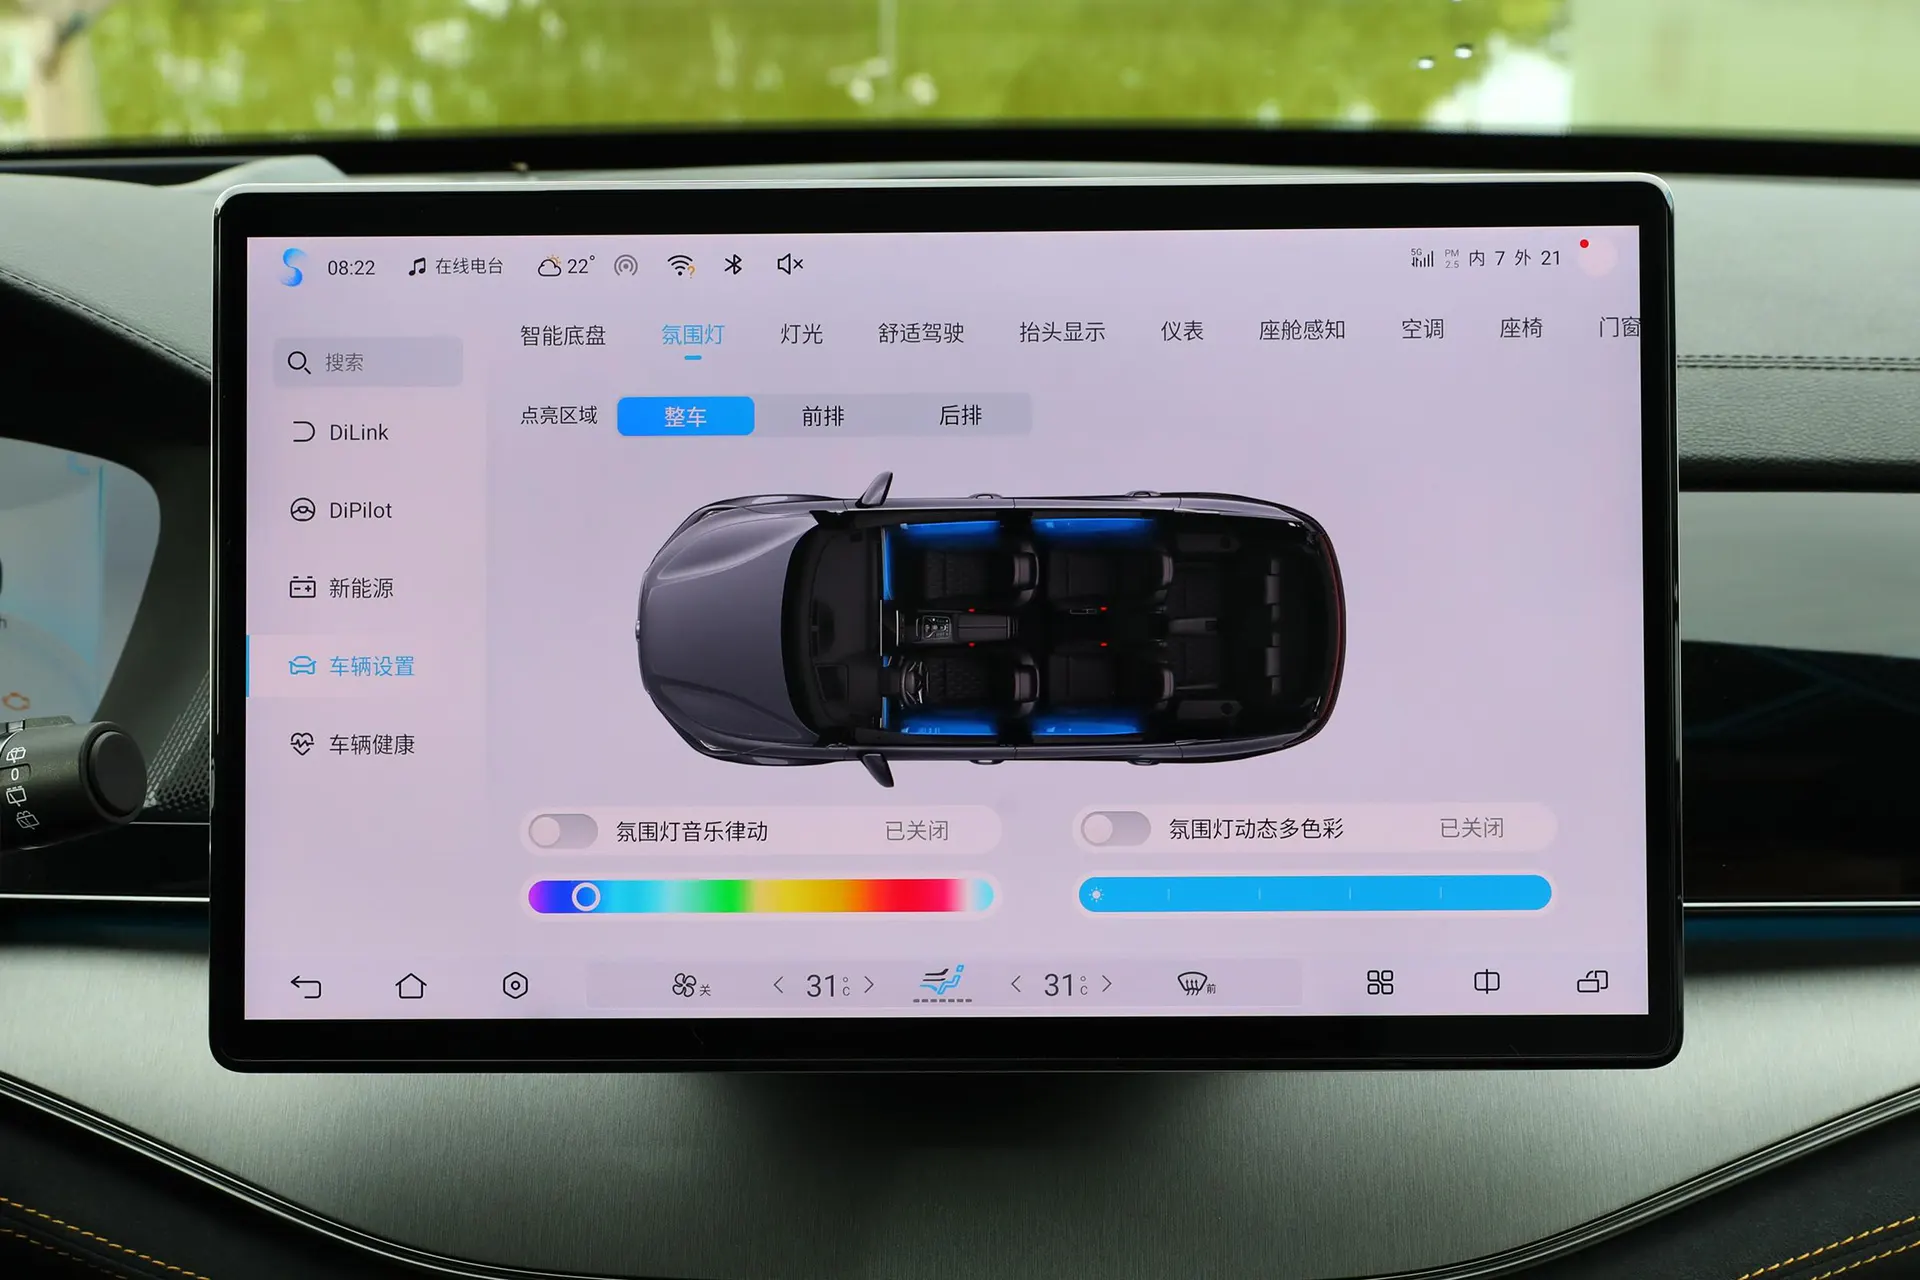 08:22 在线电台 22° 5G PM 2.5 内 7 外 21
智能底盘 氛围灯 灯光 舒适驾驶 抬头显示 仪表 座舱感知 空调 座椅 门窗
搜索
点亮区域 整车 前排 后排
DiLink
DiPilot
新能源
车辆设置
车辆健康
氛围灯音乐律动 已关闭
氛围灯动态多色彩 已关闭
关 31°C 31°C 前
0